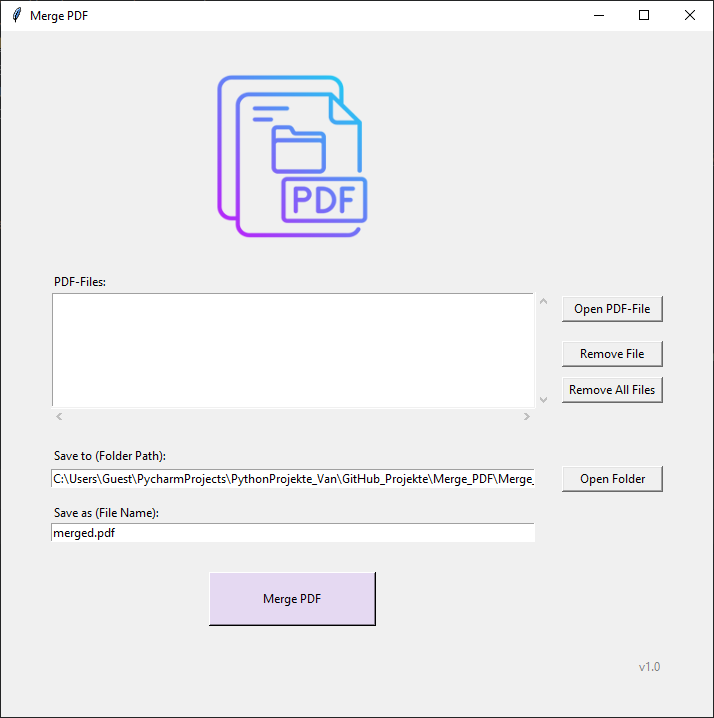 Merge PDF
PDF
PDF-Files:
Open PDF-File
Remove File
Remove All Files
Save to (Folder Path):
C:\Users\Guest\PycharmProjects\PythonProjekte_Van\GitHub_Projekte\Merge_PDF\Merge_
Open Folder
Save as (File Name):
merged.pdf
Merge PDF
v1.0